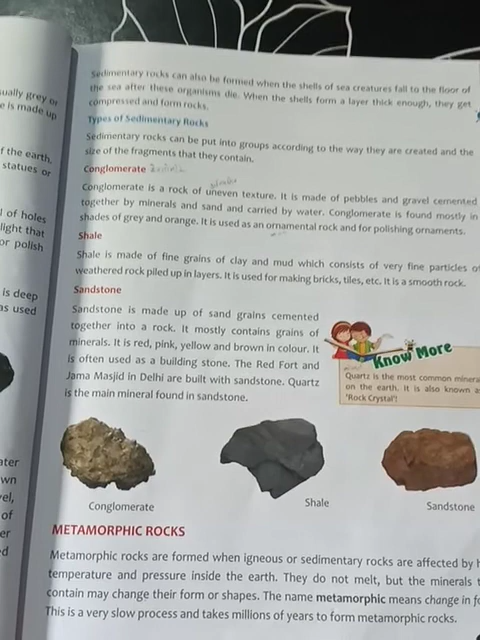 ually grey or
e is made up
f the earth,
statues or
l of holes
light that
or polish
is deep
as used
ater
wn
vel,
of
er
d
Sedimentary rocks can also be formed when the shells of sea creatures fall to the floor of
the sea after these organisms die. When the shells form a layer thick enough, they get
compressed and form rocks.
Types of Sedimentary Rocks
Sedimentary rocks can be put into groups according to the way they are created and the
size of the fragments that they contain.
Conglomerate
Conglomerate is a rock of uneven texture. It is made of pebbles and gravel cemented
together by minerals and sand and carried by water. Conglomerate is found mostly in
shades of grey and orange. It is used as an ornamental rock and for polishing ornaments.
Shale
Shale is made of fine grains of clay and mud which consists of very fine particles of
weathered rock piled up in layers. It is used for making bricks, tiles, etc. It is a smooth rock.
Sandstone
Sandstone is made up of sand grains cemented
together into a rock. It mostly contains grains of
minerals. It is red, pink, yellow and brown in colour. It
is often used as a building stone. The Red Fort and
Jama Masjid in Delhi are built with sandstone. Quartz
is the main mineral found in sandstone.
Know More
Quartz is the most common minera
on the earth. It is also known a
'Rock Crystal'!
Conglomerate
Shale
Sandstone
METAMORPHIC ROCKS
Metamorphic rocks are formed when igneous or sedimentary rocks are affected by h
temperature and pressure inside the earth. They do not melt, but the minerals t
contain may change their form or shapes. The name metamorphic means change in fo
This is a very slow process and takes millions of years to form metamorphic rocks.